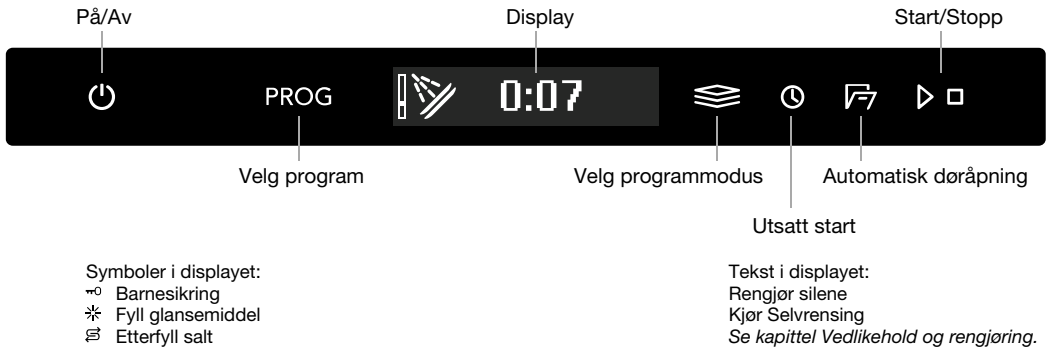 På/Av
Display
Start/Stopp
PROG
0:07
Velg program
Velg programmodus
Automatisk døråpning
Utsatt start
Symboler i displayet:
Barnesikring
Fyll glansemiddel
Etterfyll salt
Tekst i displayet:
Rengjør silene
Kjør Selvrensing
Se kapittel Vedlikehold og rengjøring.